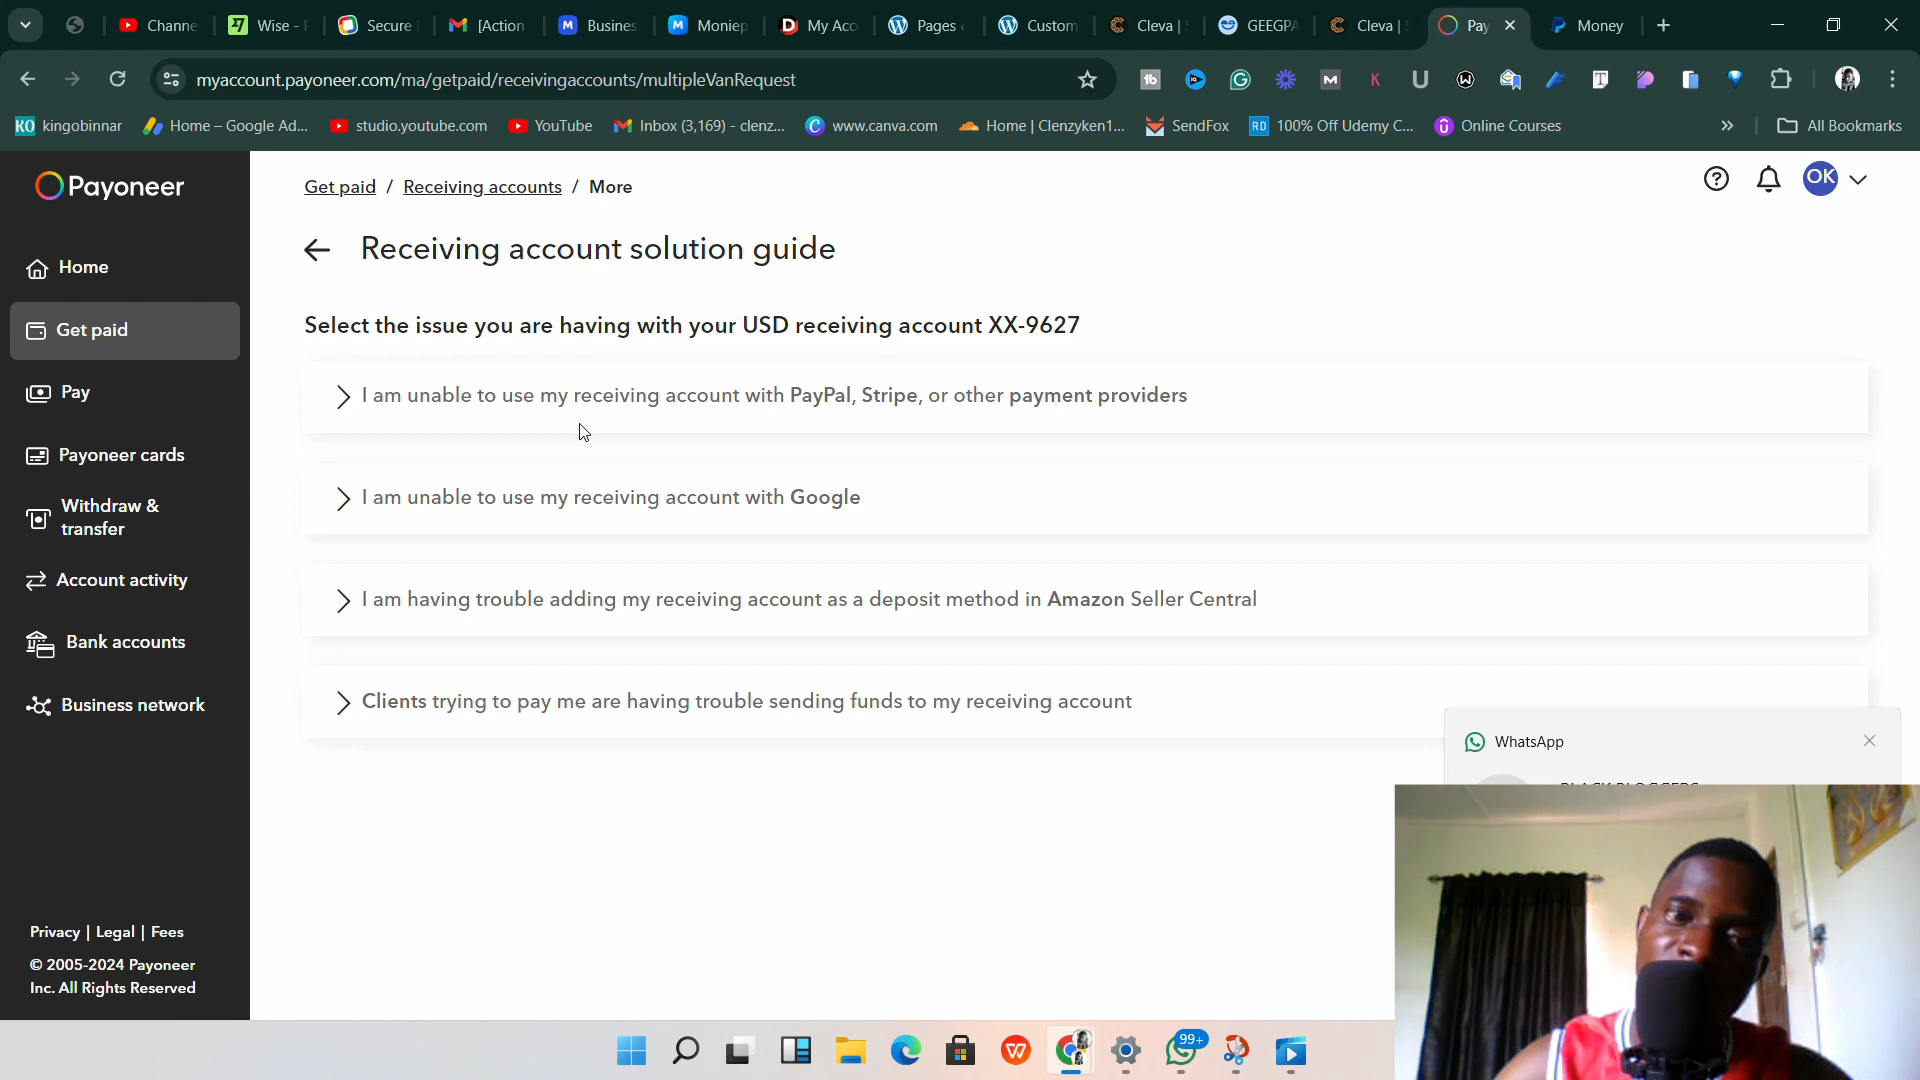 Channe
Wise -
Secure
[Action
Busines
Moniep
My Acc
Pages
Custom
Cleva |
GEEGPA
Cleva |
Pay
Money
myaccount.payoneer.com/ma/getpaid/receivingaccounts/multipleVanRequest
KO kingobinnar
Home – Google Ad...
studio.youtube.com
YouTube
Inbox (3,169) - clenz...
www.canva.com
Home | Clenzyken1...
SendFox
RD 100% Off Udemy C...
Online Courses
All Bookmarks
Payoneer
Home
Get paid
Pay
Payoneer cards
Withdraw &
transfer
Account activity
Bank accounts
Business network
Privacy | Legal | Fees
© 2005-2024 Payoneer
Inc. All Rights Reserved
Get paid / Receiving accounts / More
OK
Receiving account solution guide
Select the issue you are having with your USD receiving account XX-9627
I am unable to use my receiving account with PayPal, Stripe, or other payment providers
I am unable to use my receiving account with Google
I am having trouble adding my receiving account as a deposit method in Amazon Seller Central
Clients trying to pay me are having trouble sending funds to my receiving account
WhatsApp
99+